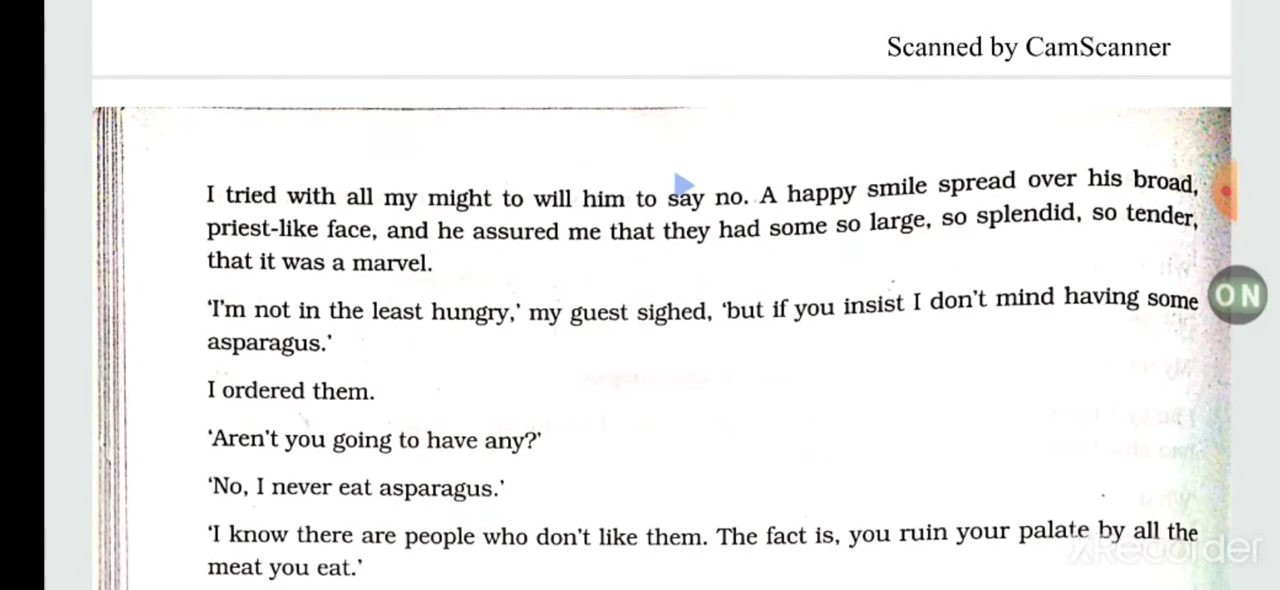 Scanned by CamScanner
I tried with all my might to will him to say no. A happy smile spread over his broad,
priest-like face, and he assured me that they had some so large, so splendid, so tender,
that it was a marvel.
‘I'm not in the least hungry,’ my guest sighed, ‘but if you insist I don't mind having some
asparagus.’
I ordered them.
‘Aren't you going to have any?’
‘No, I never eat asparagus.’
‘I know there are people who don't like them. The fact is, you ruin your palate by all the
meat you eat.’
ON
XRecorder